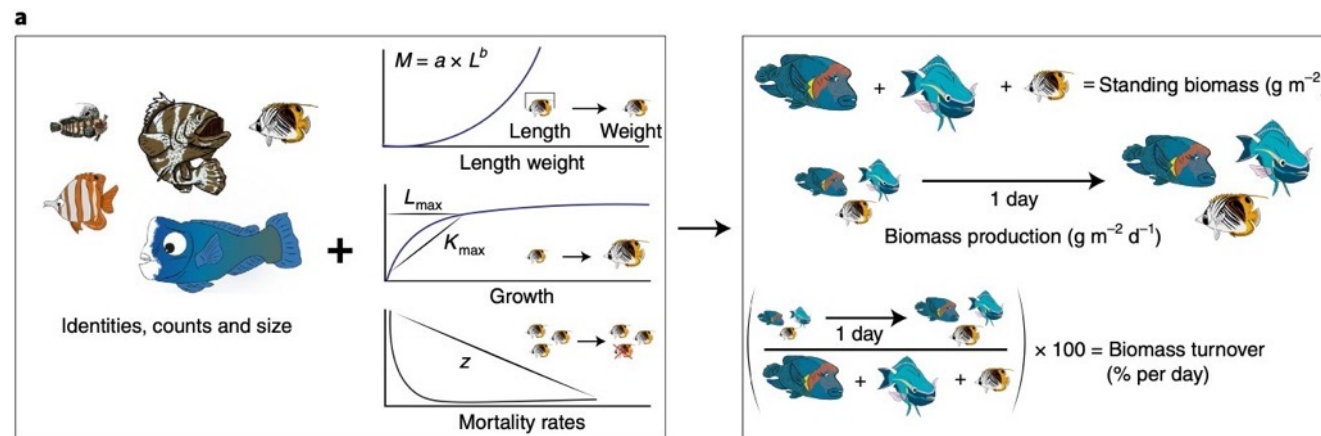 a
Identities, counts and size
+
M = a × L^b
Length → Weight
Length weight
L_max
K_max
Growth
z
Mortality rates
+ + = Standing biomass (g m⁻²
1 day
Biomass production (g m⁻² d⁻¹)
1 day
+ +
× 100 = Biomass turnover
(% per day)